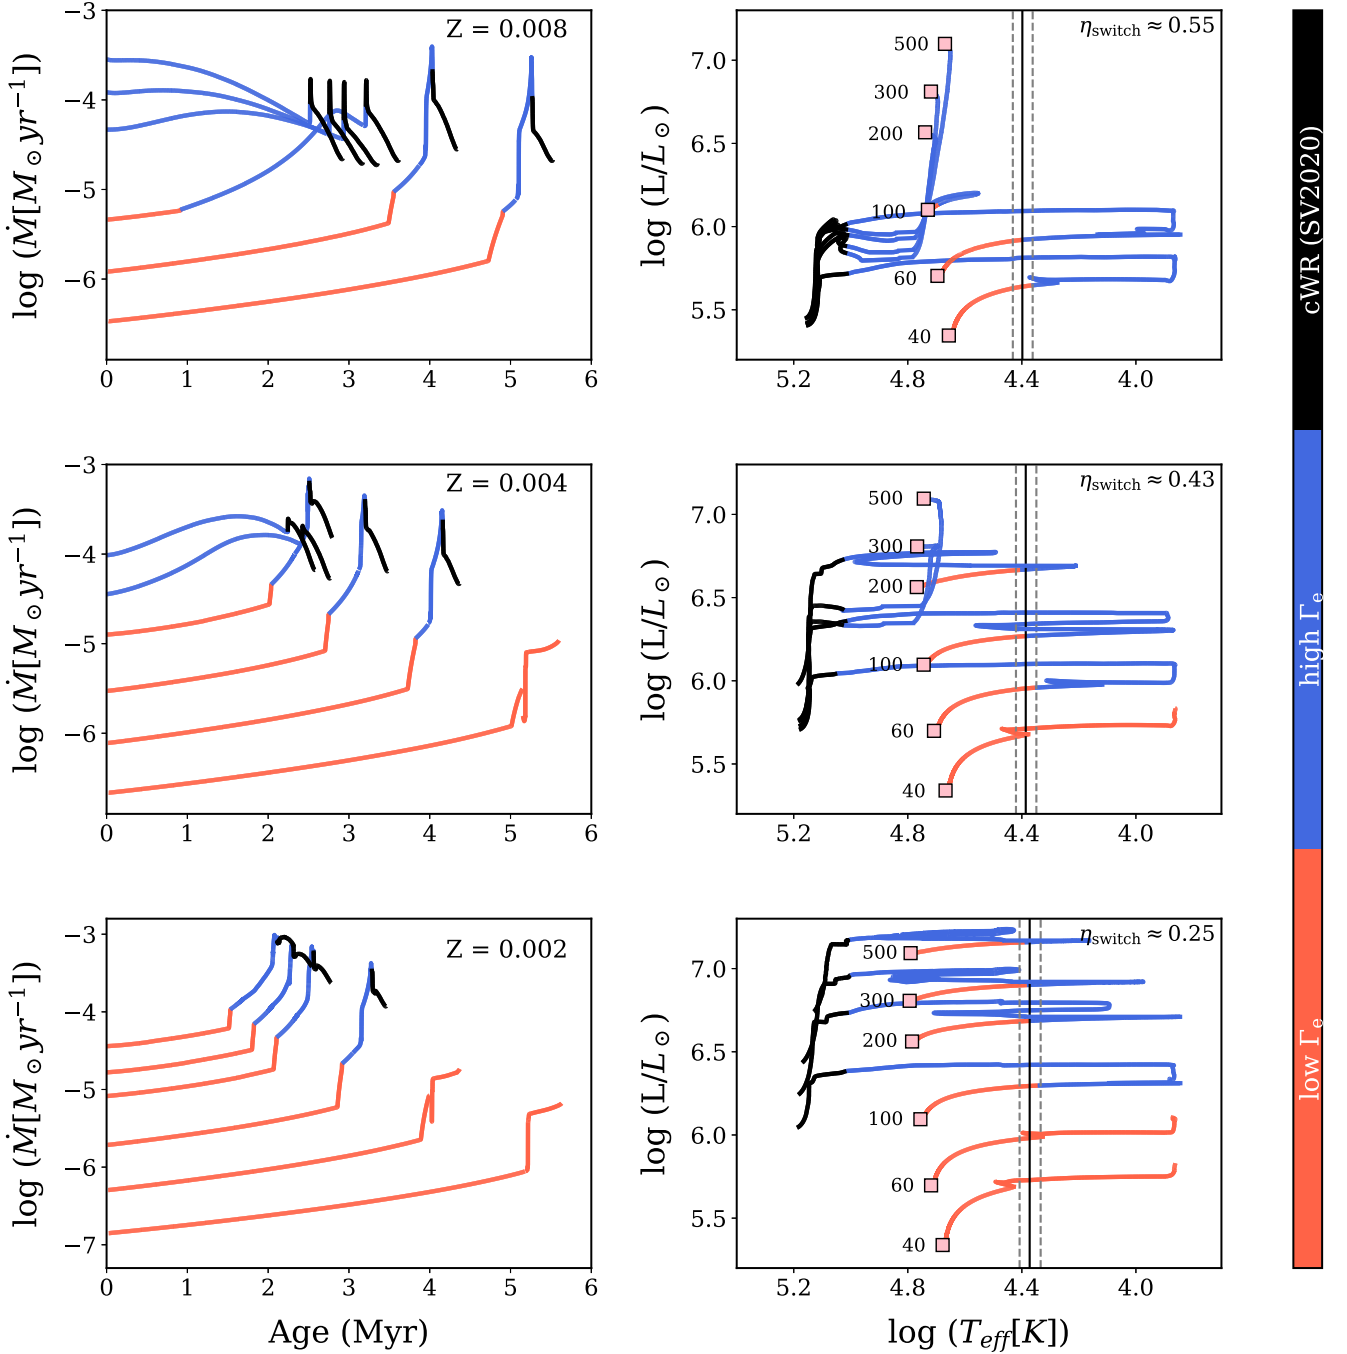 Z = 0.008
log (Ṁ[M⊙yr⁻¹])
−3
−4
−5
−6
0 1 2 3 4 5 6
η_switch ≈ 0.55
log (L/L⊙)
7.0
6.5
6.0
5.5
500
300
200
100
60
40
5.2 4.8 4.4 4.0
Z = 0.004
log (Ṁ[M⊙yr⁻¹])
−3
−4
−5
−6
0 1 2 3 4 5 6
η_switch ≈ 0.43
log (L/L⊙)
7.0
6.5
6.0
5.5
500
300
200
100
60
40
5.2 4.8 4.4 4.0
Z = 0.002
log (Ṁ[M⊙yr⁻¹])
−3
−4
−5
−6
−7
0 1 2 3 4 5 6
Age (Myr)
η_switch ≈ 0.25
log (L/L⊙)
7.0
6.5
6.0
5.5
500
300
200
100
60
40
5.2 4.8 4.4 4.0
log (T_eff[K])
cWR (SV2020)
high Γ_e
low Γ_e